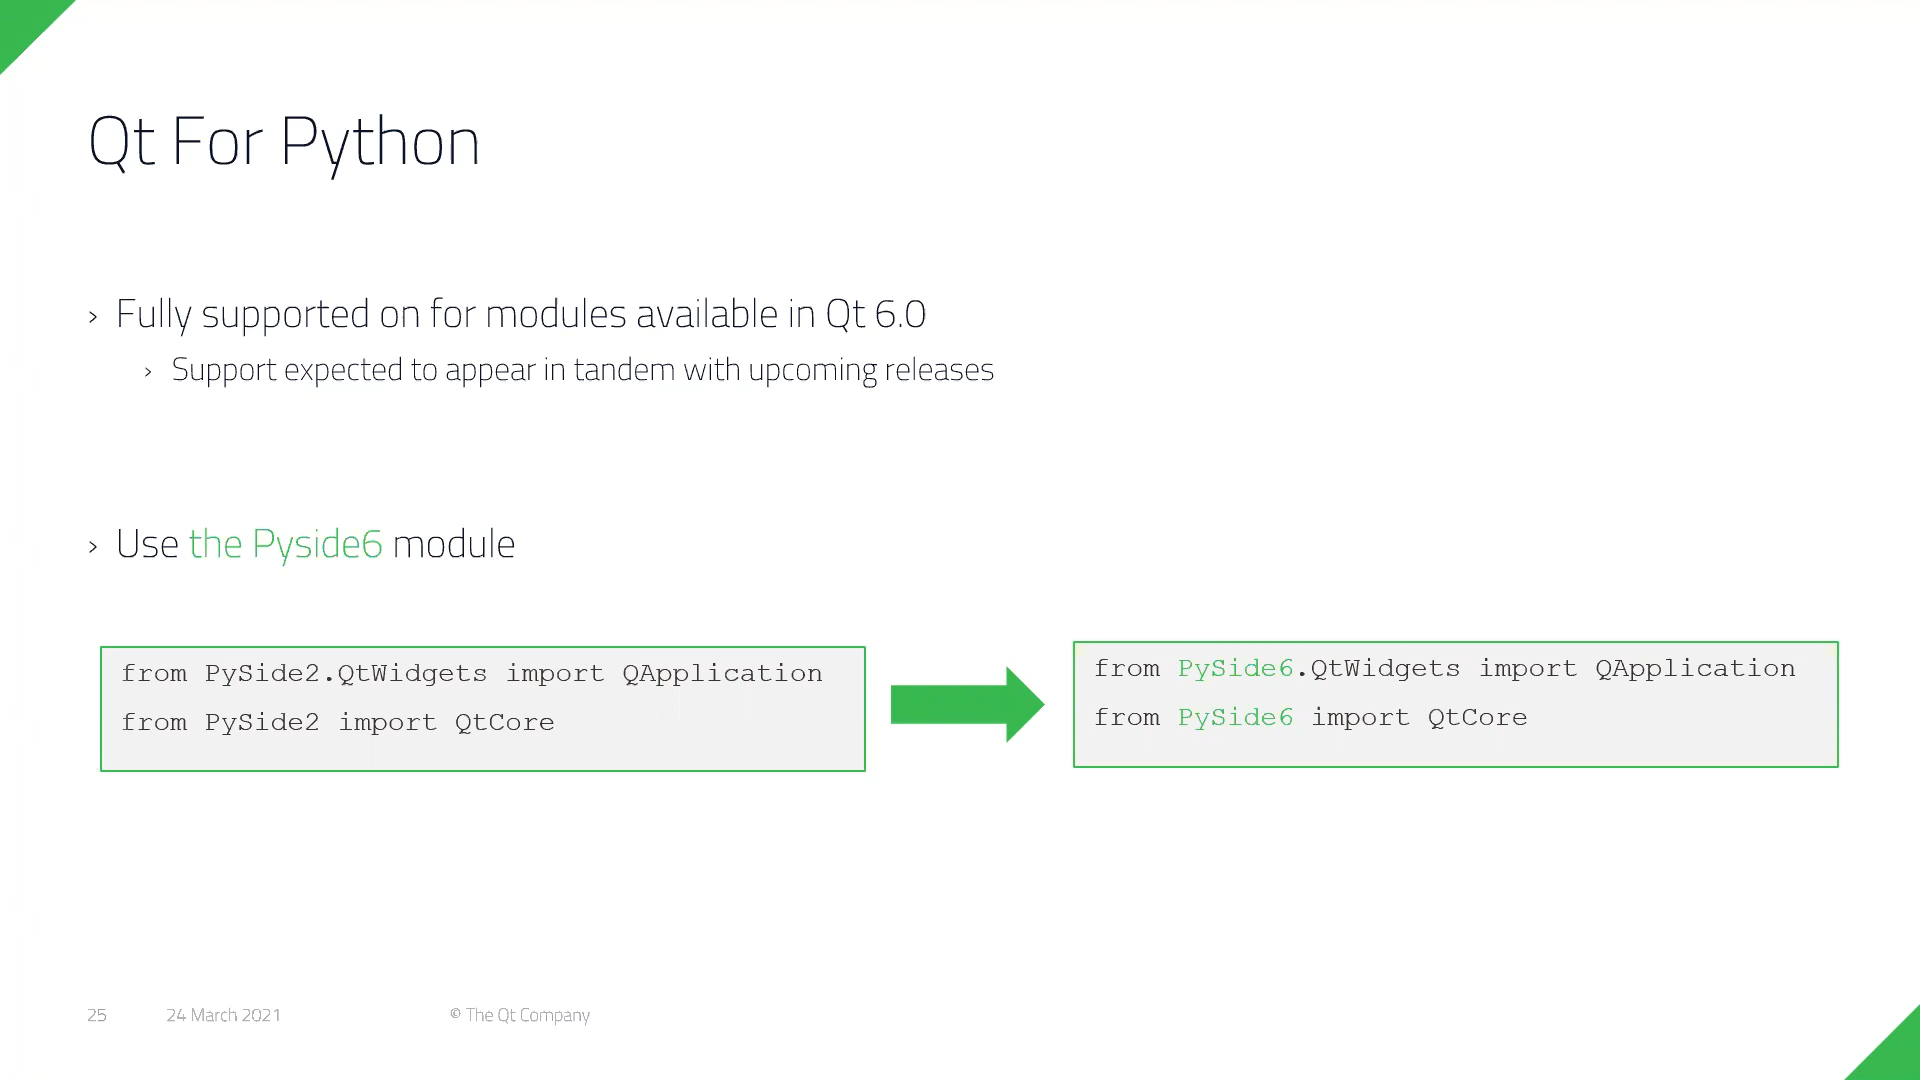 Qt For Python
› Fully supported on for modules available in Qt 6.0
› Support expected to appear in tandem with upcoming releases
› Use the Pyside6 module
from PySide2.QtWidgets import QApplication
from PySide2 import QtCore
from PySide6.QtWidgets import QApplication
from PySide6 import QtCore
25 24 March 2021 © The Qt Company